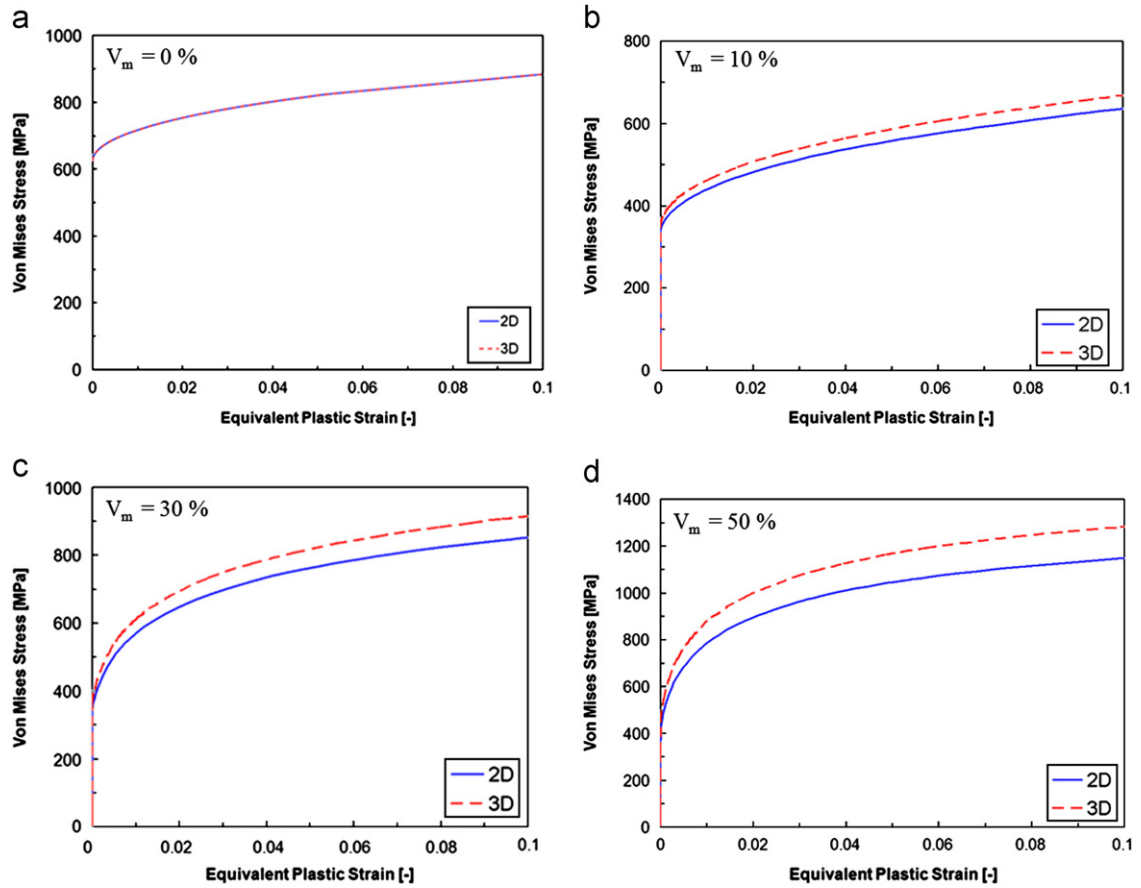 a
V_m = 0 %
Von Mises Stress [MPa]
1000
800
600
400
200
0
2D
3D
0 0.02 0.04 0.06 0.08 0.1
Equivalent Plastic Strain [-]
b
V_m = 10 %
Von Mises Stress [MPa]
800
600
400
200
0
2D
3D
0 0.02 0.04 0.06 0.08 0.1
Equivalent Plastic Strain [-]
c
V_m = 30 %
Von Mises Stress [MPa]
1000
800
600
400
200
0
2D
3D
0 0.02 0.04 0.06 0.08 0.1
Equivalent Plastic Strain [-]
d
V_m = 50 %
Von Mises Stress [MPa]
1400
1200
1000
800
600
400
200
0
2D
3D
0 0.02 0.04 0.06 0.08 0.1
Equivalent Plastic Strain [-]